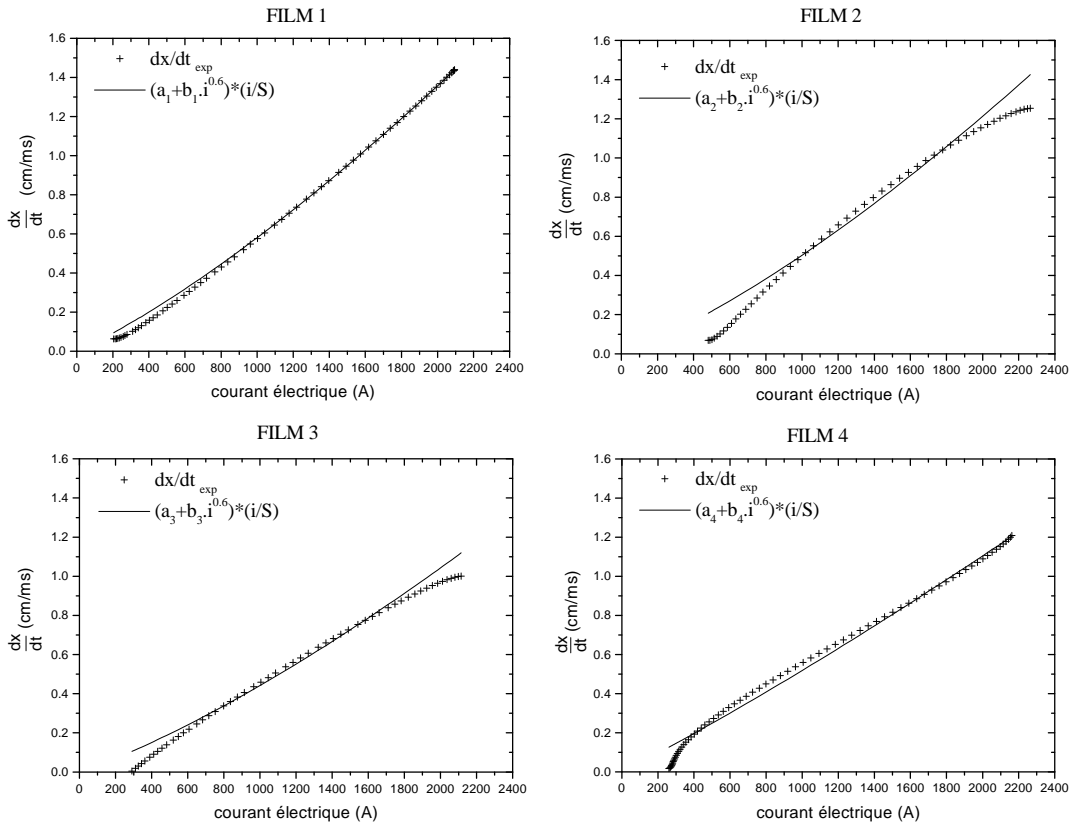 FILM 1
1.6
1.4
1.2
1.0
0.8
0.6
0.4
0.2
0.0
dx/dt (cm/ms)
+ dx/dt exp
— (a₁+b₁.i^0.6)*(i/S)
0 200 400 600 800 1000 1200 1400 1600 1800 2000 2200 2400
courant électrique (A)
FILM 2
1.6
1.4
1.2
1.0
0.8
0.6
0.4
0.2
0.0
dx/dt (cm/ms)
+ dx/dt exp
— (a₂+b₂.i^0.6)*(i/S)
0 200 400 600 800 1000 1200 1400 1600 1800 2000 2200 2400
courant électrique (A)
FILM 3
1.6
1.4
1.2
1.0
0.8
0.6
0.4
0.2
0.0
dx/dt (cm/ms)
+ dx/dt exp
— (a₃+b₃.i^0.6)*(i/S)
0 200 400 600 800 1000 1200 1400 1600 1800 2000 2200 2400
courant électrique (A)
FILM 4
1.6
1.4
1.2
1.0
0.8
0.6
0.4
0.2
0.0
dx/dt (cm/ms)
+ dx/dt exp
— (a₄+b₄.i^0.6)*(i/S)
0 200 400 600 800 1000 1200 1400 1600 1800 2000 2200 2400
courant électrique (A)